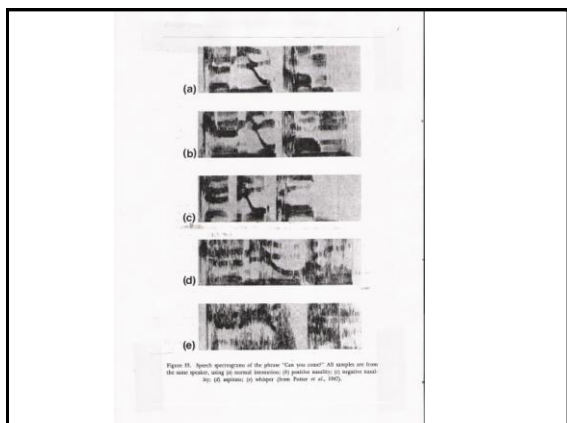 (a)
(b)
(c)
(d)
(e)
Figure 35. Speech spectrograms of the phrase "Can you come?" All samples are from
the same speaker, using (a) normal intonation; (b) positive nasality; (c) negative nasal-
ity; (d) aspirate; (e) whisper (from Potter et al.,